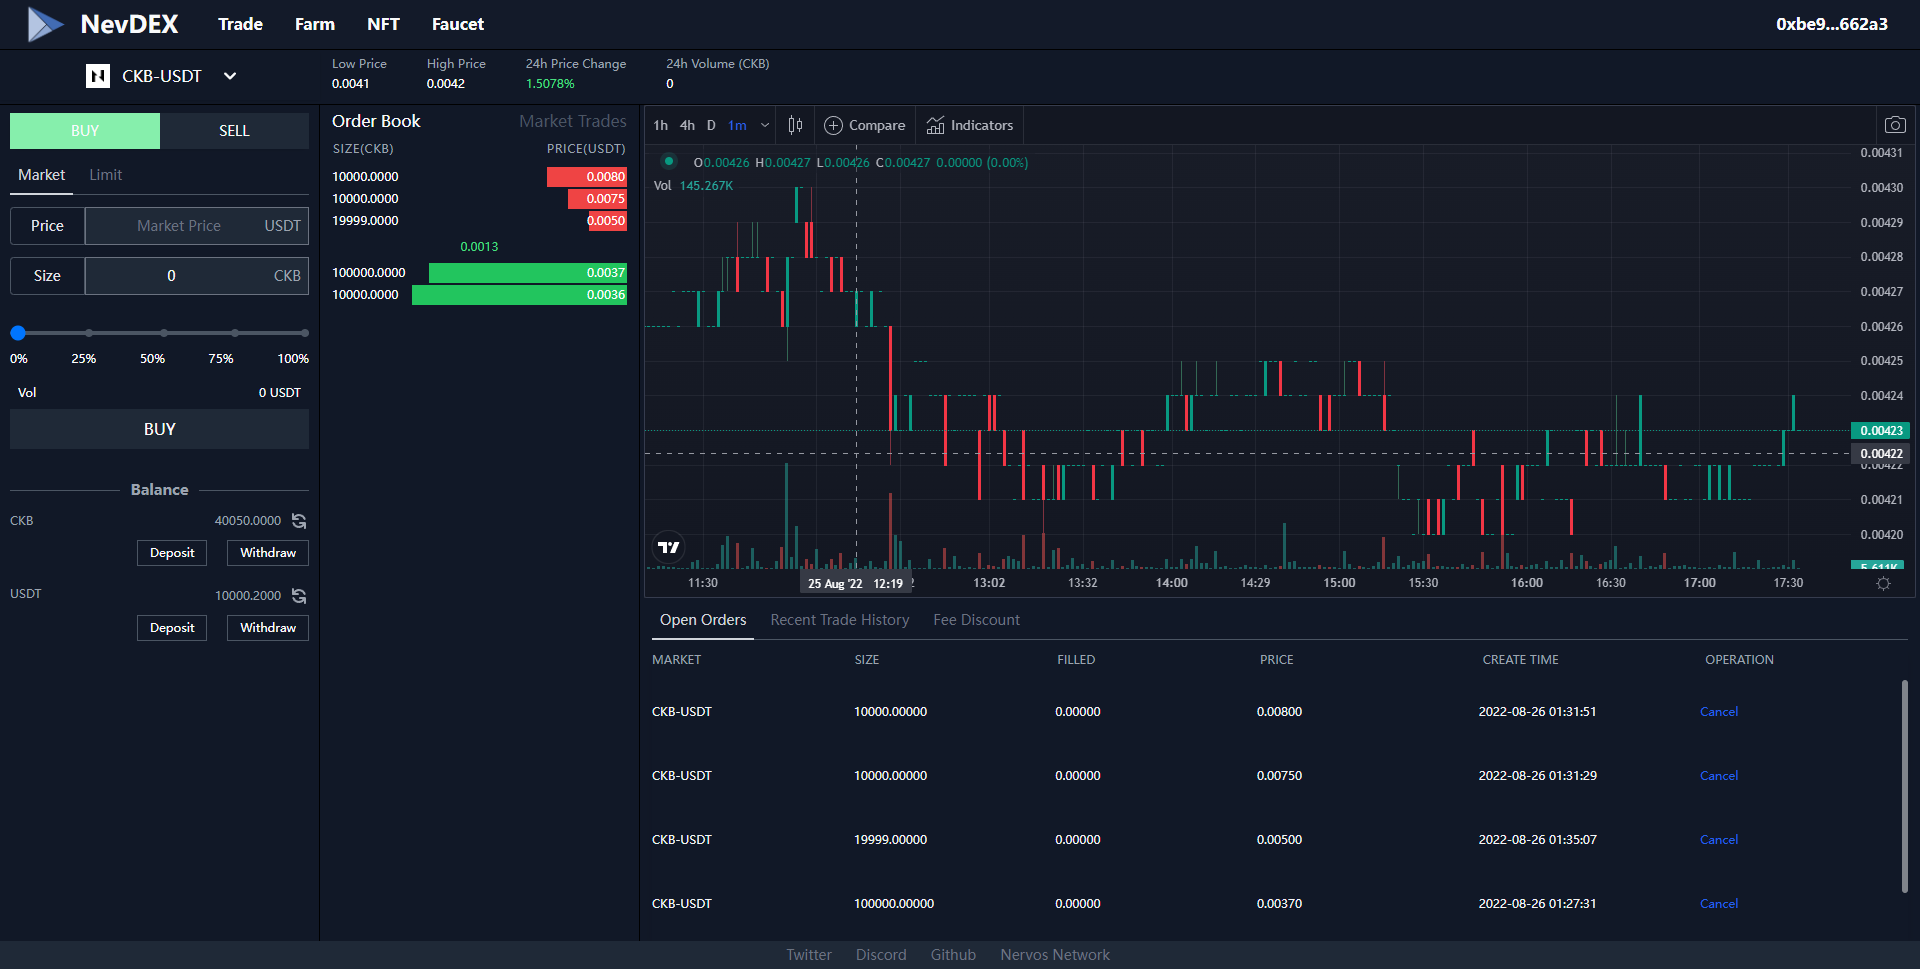 NevDEX Trade Farm NFT Faucet 0xbe9...662a3
CKB-USDT
Low Price High Price 24h Price Change 24h Volume (CKB)
0.0041 0.0042 1.5078% 0
BUY SELL
Market Limit
Price Market Price USDT
Size 0 CKB
0% 25% 50% 75% 100%
Vol 0 USDT
BUY
Balance
CKB 40050.0000
Deposit Withdraw
USDT 10000.2000
Deposit Withdraw
Order Book Market Trades
SIZE(CKB) PRICE(USDT)
10000.0000 0.0080
10000.0000 0.0075
19999.0000 0.0050
0.0013
100000.0000 0.0037
10000.0000 0.0036
1h 4h D 1m Compare Indicators
O0.00426 H0.00427 L0.00426 C0.00427 0.00000 (0.00%)
Vol 145.267K
0.00431
0.00430
0.00429
0.00428
0.00427
0.00426
0.00425
0.00424
0.00423
0.00422
0.00422
0.00421
0.00420
5.611K
11:30 25 Aug '22 12:19 13:02 13:32 14:00 14:29 15:00 15:30 16:00 16:30 17:00 17:30
Open Orders Recent Trade History Fee Discount
MARKET SIZE FILLED PRICE CREATE TIME OPERATION
CKB-USDT 10000.00000 0.00000 0.00800 2022-08-26 01:31:51 Cancel
CKB-USDT 10000.00000 0.00000 0.00750 2022-08-26 01:31:29 Cancel
CKB-USDT 19999.00000 0.00000 0.00500 2022-08-26 01:35:07 Cancel
CKB-USDT 100000.00000 0.00000 0.00370 2022-08-26 01:27:31 Cancel
Twitter Discord Github Nervos Network